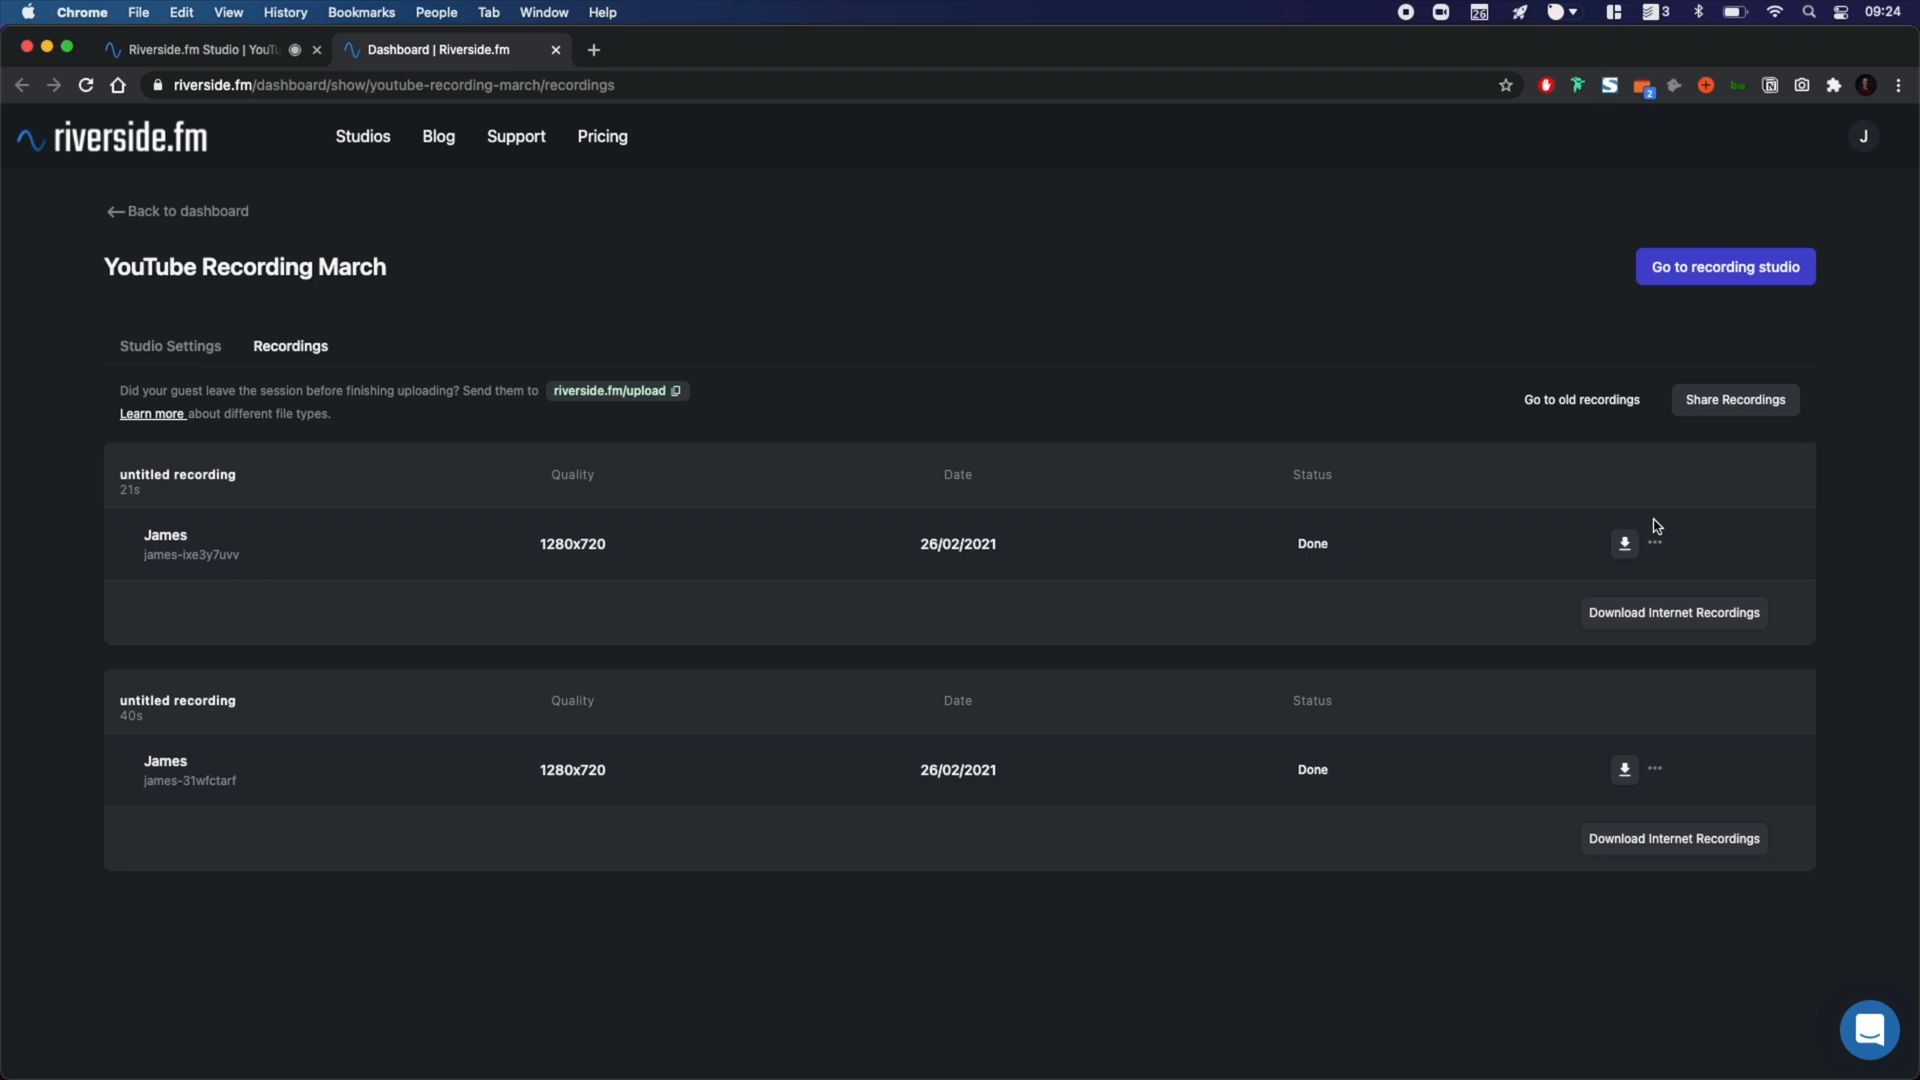 Chrome File Edit View History Bookmarks People Tab Window Help 26 3 09:24
Riverside.fm Studio | YouTu Dashboard | Riverside.fm
riverside.fm/dashboard/show/youtube-recording-march/recordings 2 bw
riverside.fm Studios Blog Support Pricing J
Back to dashboard
YouTube Recording March Go to recording studio
Studio Settings Recordings
Did your guest leave the session before finishing uploading? Send them to riverside.fm/upload
Learn more about different file types.
Go to old recordings Share Recordings
untitled recording Quality Date Status
21s
James
james-ixe3y7uvv
1280x720 26/02/2021 Done
Download Internet Recordings
untitled recording Quality Date Status
40s
James
james-31wfctarf
1280x720 26/02/2021 Done
Download Internet Recordings